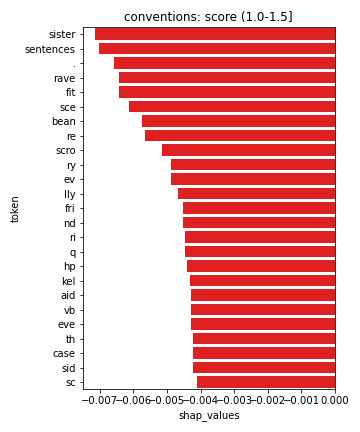 conventions: score (1.0-1.5]
sister
sentences
.
rave
fit
sce
bean
re
scro
ry
ev
lly
fri
nd
ri
q
hp
kel
aid
vb
eve
th
case
sid
sc
token
−0.007 −0.006 −0.005 −0.004 −0.003 −0.002 −0.001 0.000
shap_values